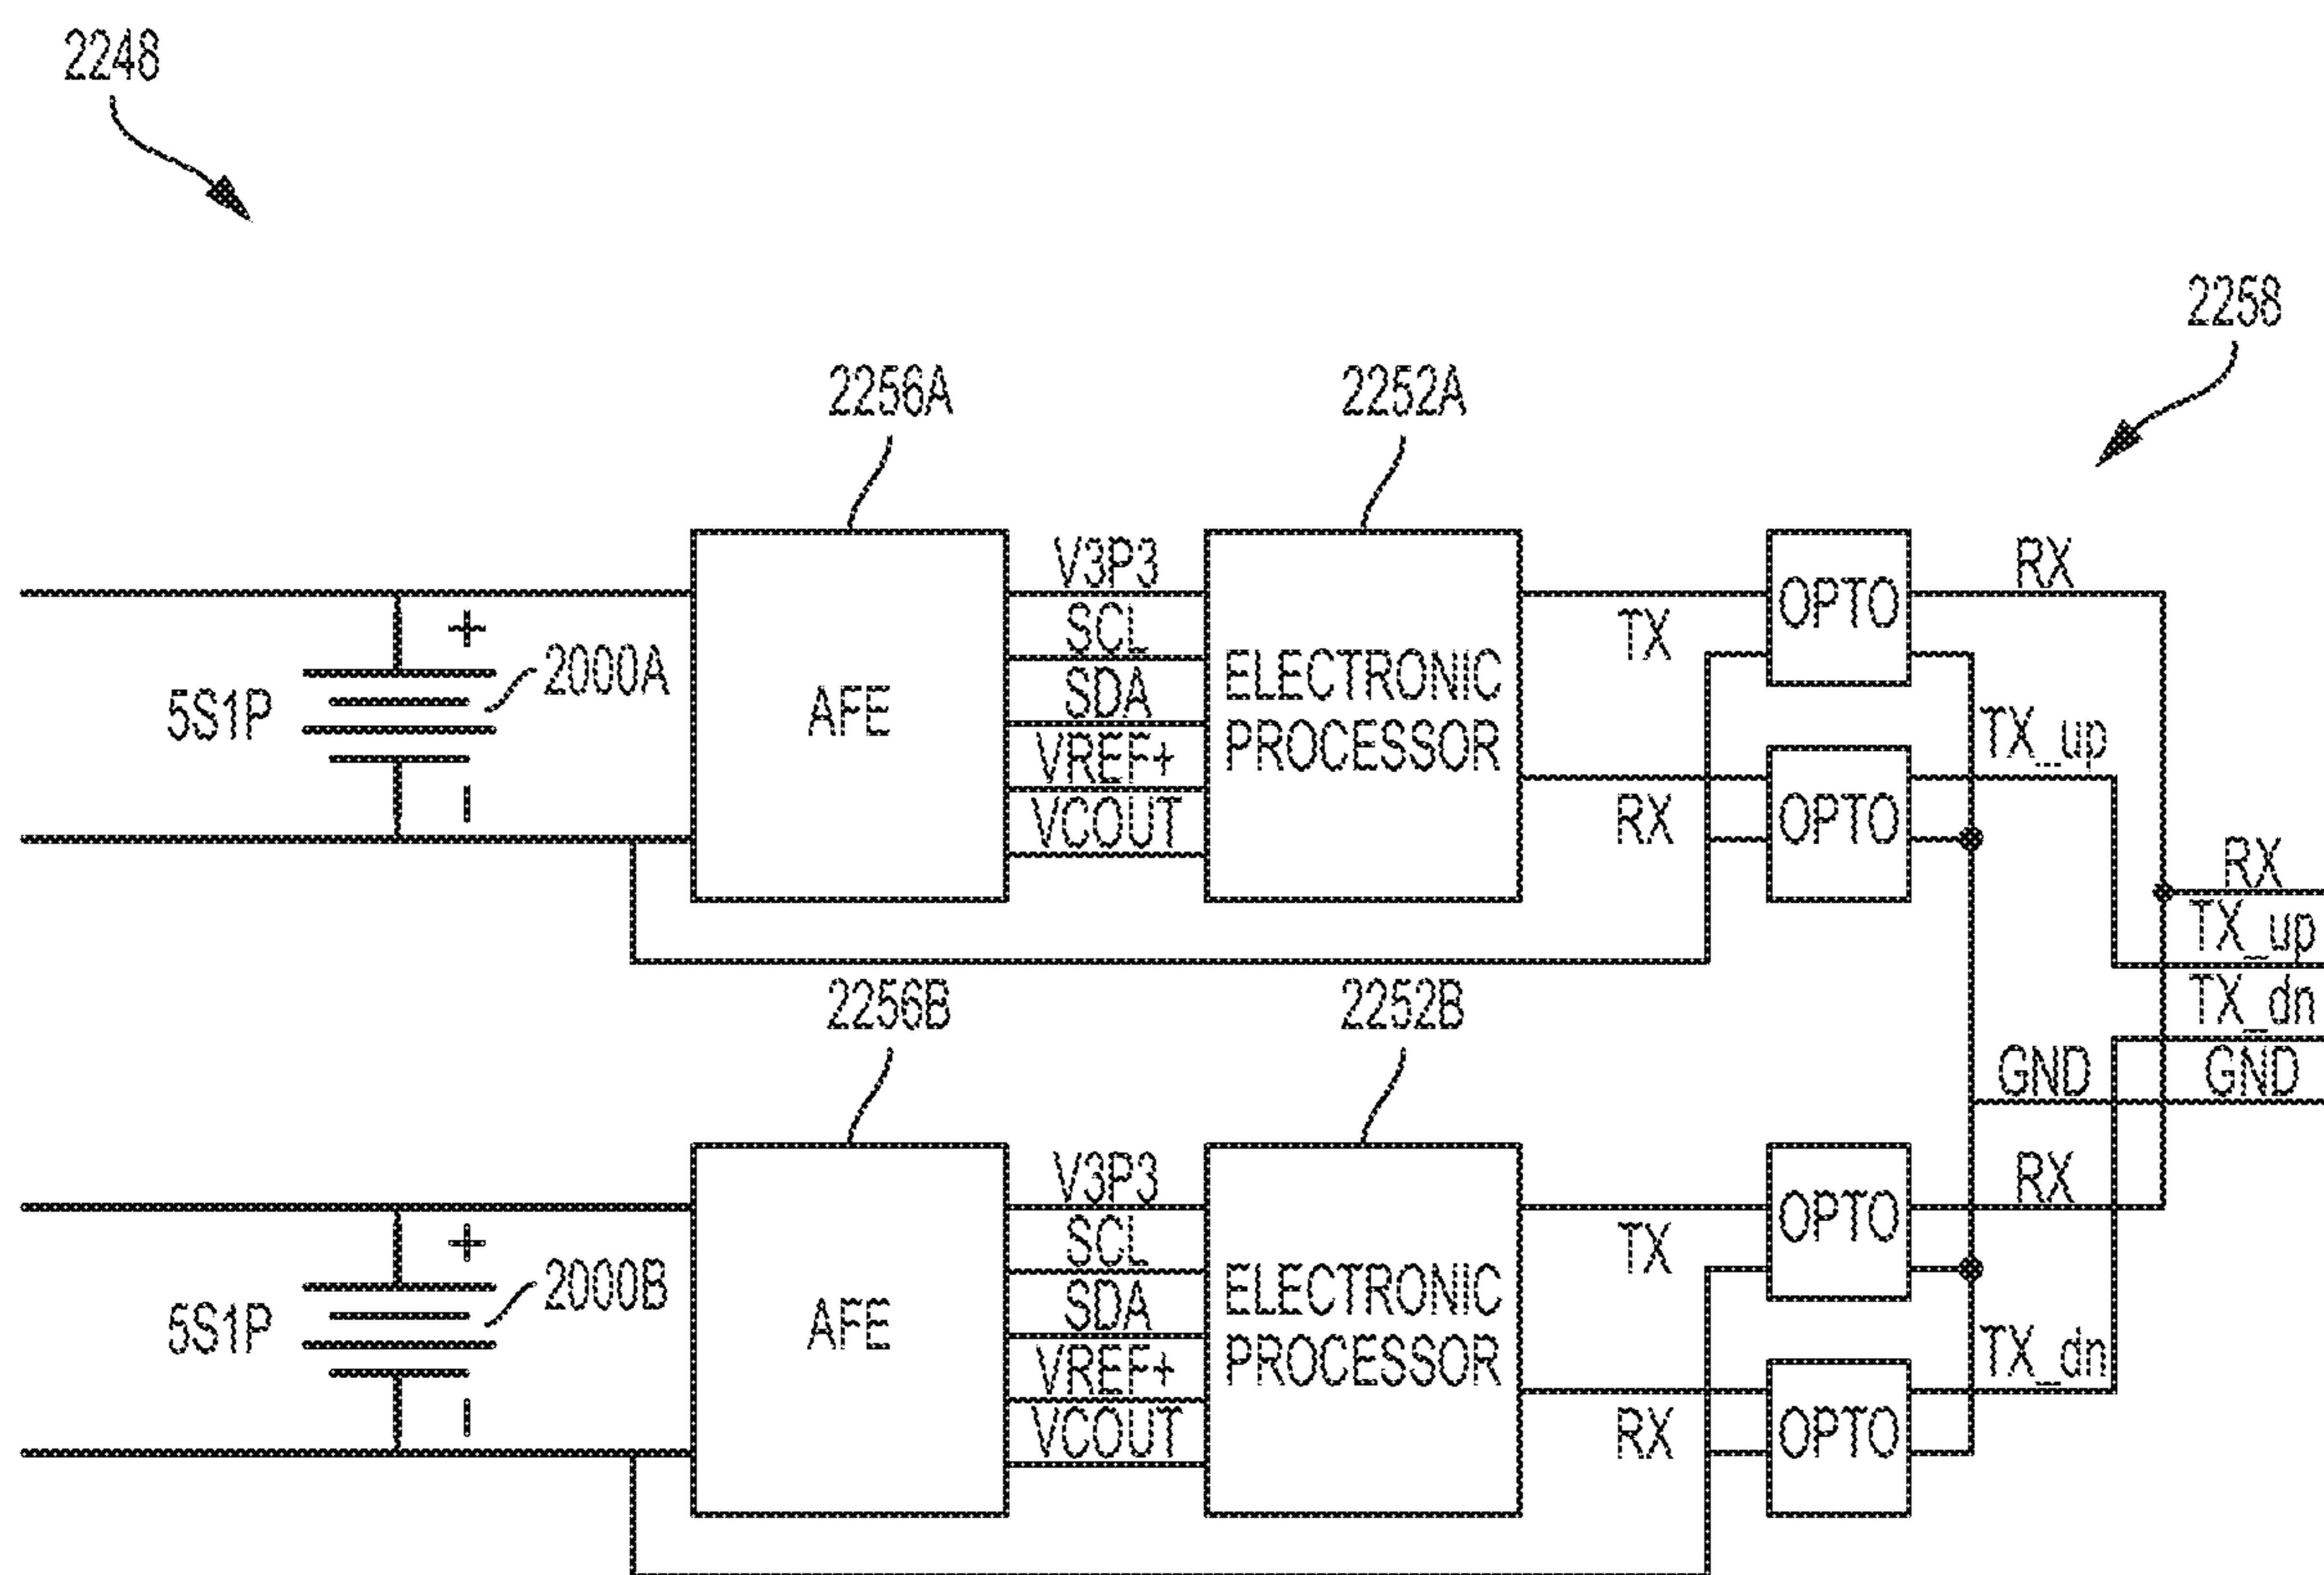 2248
2258
2256A
2252A
V3P3
SCL
SDA
VREF+
VCOUT
5S1P
2000A
AFE
ELECTRONIC
PROCESSOR
TX
RX
OPTO
OPTO
RX
TX_up
RX
TX_up
TX_dn
GND
GND
2256B
2252B
V3P3
SCL
SDA
VREF+
VCOUT
5S1P
2000B
AFE
ELECTRONIC
PROCESSOR
TX
RX
OPTO
OPTO
RX
TX_dn